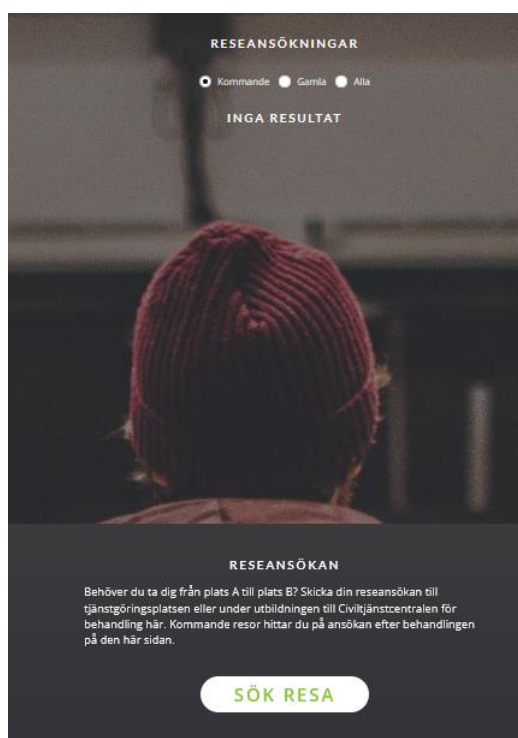 RESEANSÖKNINGAR
Kommande Gamla Alla
INGA RESULTAT
RESEANSÖKAN
Behöver du ta dig från plats A till plats B? Skicka din reseansökan till
tjänstgöringsplatsen eller under utbildningen till Civiltjänstcentralen för
behandling här. Kommande resor hittar du på ansökan efter behandlingen
på den här sidan.
SÖK RESA